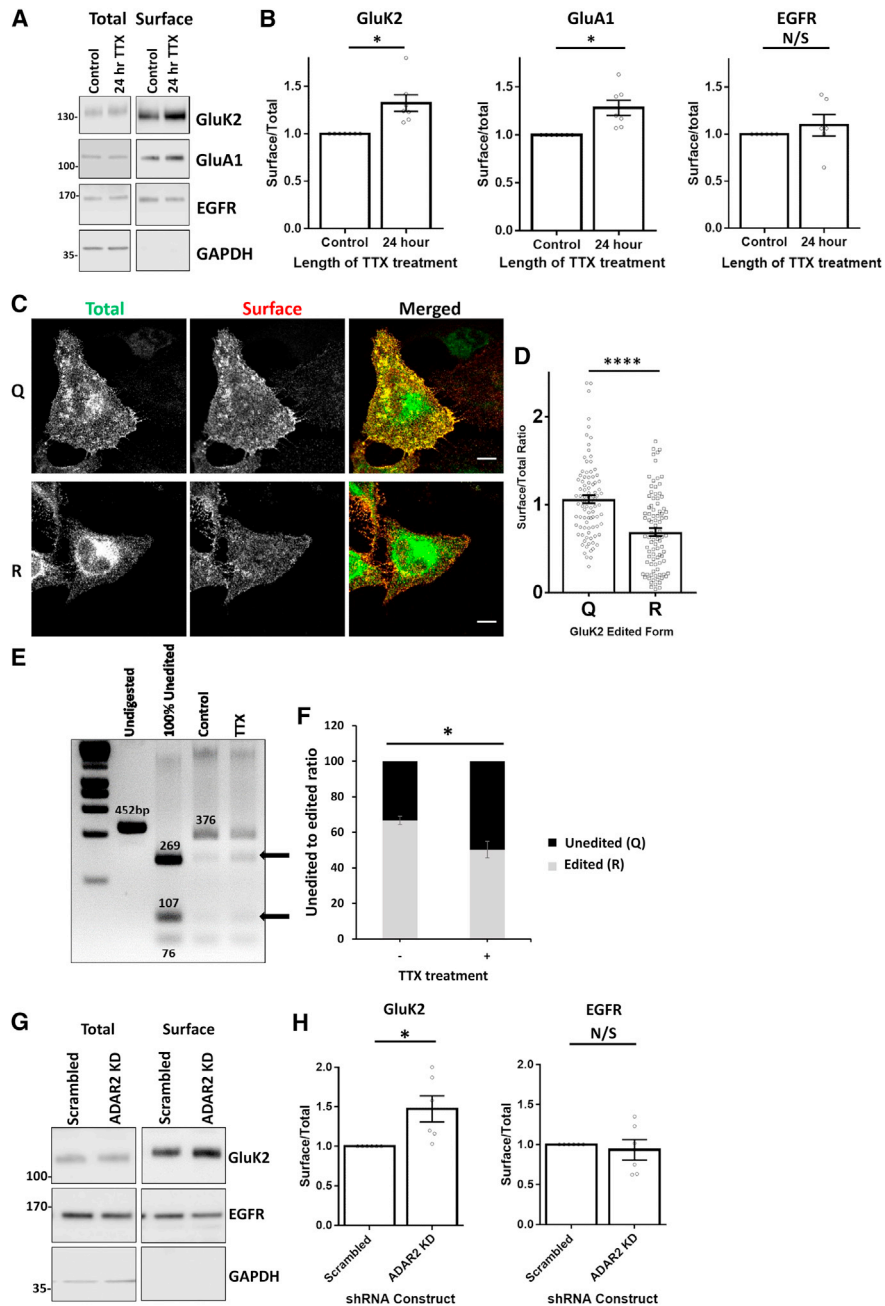 A
Total Surface
Control
24 hr TTX
Control
24 hr TTX
130-
GluK2
100-
GluA1
170
EGFR
35-
GAPDH
B
GluK2
*
Surface/Total
1.5
1.0
0.5
0.0
Control 24 hour
Length of TTX treatment
GluA1
*
Surface/Total
1.5
1.0
0.5
0.0
Control 24 hour
Length of TTX treatment
EGFR
N/S
Surface/total
1.5
1.0
0.5
0.0
Control 24 hour
Length of TTX treatment
C
Total Surface Merged
Q
R
D
****
Surface/Total Ratio
2
1
0
Q R
GluK2 Edited Form
E
Undigested
100% Unedited
Control
TTX
452bp
376
269
107
76
F
*
Unedited to edited ratio
120
100
80
60
40
20
0
- +
TTX treatment
Unedited (Q)
Edited (R)
G
Total Surface
Scrambled
ADAR2 KD
Scrambled
ADAR2 KD
GluK2
100-
170
EGFR
GAPDH
35-
H
GluK2
*
Surface/Total
2.0
1.5
1.0
0.5
0.0
Scrambled
ADAR2 KD
shRNA Construct
EGFR
N/S
Surface/Total
2.0
1.5
1.0
0.5
0.0
Scrambled
ADAR2 KD
shRNA Construct